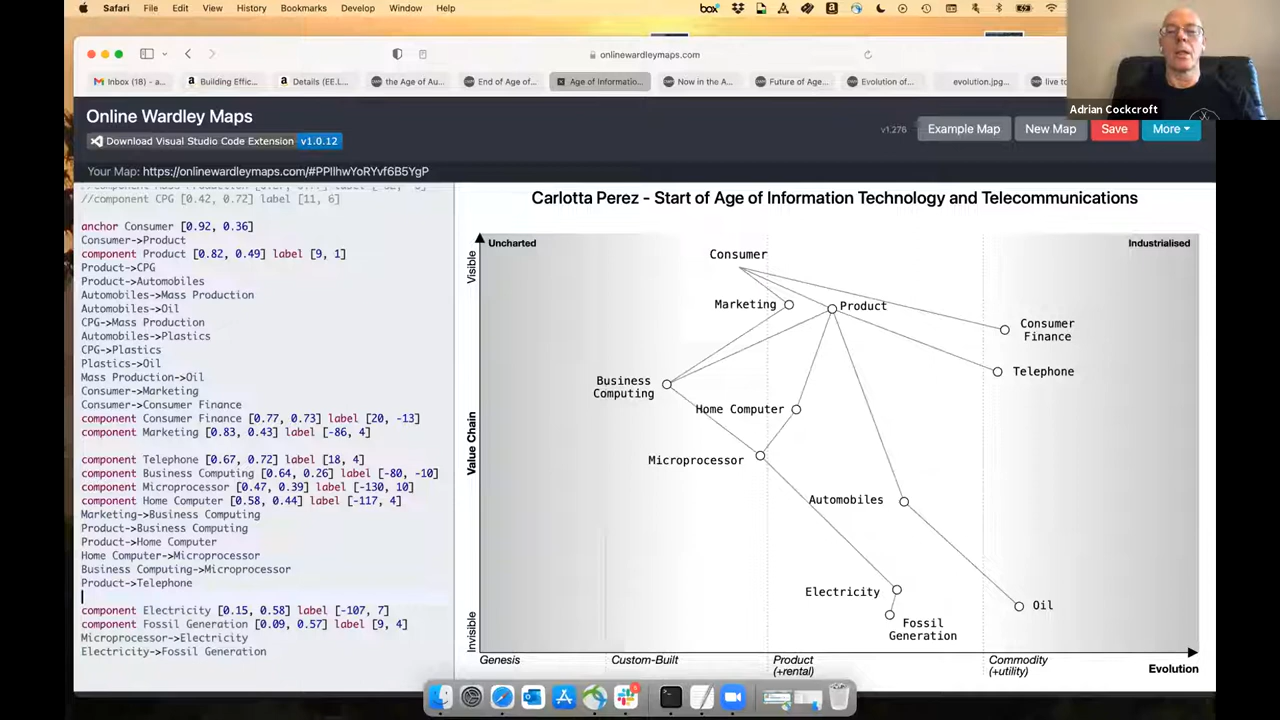 Safari File Edit View History Bookmarks Develop Window Help
box
onlinewardleymaps.com
Inbox (18) - a...
Building Effic...
Details (EE.L...
the Age of Au...
End of Age of...
Age of Informatio...
Now in the A...
Future of Age...
Evolution of...
evolution.jpg...
live to
Adrian Cockcroft
Online Wardley Maps
Download Visual Studio Code Extension v1.0.12
v1.276
Example Map
New Map
Save
More
Your Map: https://onlinewardleymaps.com/#PPllhwYoRYvf6B5YgP
//component CPG [0.42, 0.72] label [11, 6]
anchor Consumer [0.92, 0.36]
Consumer->Product
component Product [0.82, 0.49] label [9, 1]
Product->CPG
Product->Automobiles
Automobiles->Mass Production
Automobiles->Oil
CPG->Mass Production
Automobiles->Plastics
CPG->Plastics
Plastics->Oil
Mass Production->Oil
Consumer->Marketing
Consumer->Consumer Finance
component Consumer Finance [0.77, 0.73] label [20, -13]
component Marketing [0.83, 0.43] label [-86, 4]
component Telephone [0.67, 0.72] label [18, 4]
component Business Computing [0.64, 0.26] label [-80, -10]
component Microprocessor [0.47, 0.39] label [-130, 10]
component Home Computer [0.58, 0.44] label [-117, 4]
Marketing->Business Computing
Product->Business Computing
Product->Home Computer
Home Computer->Microprocessor
Business Computing->Microprocessor
Product->Telephone
component Electricity [0.15, 0.58] label [-107, 7]
component Fossil Generation [0.09, 0.57] label [9, 4]
Microprocessor->Electricity
Electricity->Fossil Generation
Carlotta Perez - Start of Age of Information Technology and Telecommunications
Uncharted
Industrialised
Visible
Value Chain
Invisible
Consumer
Marketing
Product
Consumer
Finance
Telephone
Business
Computing
Home Computer
Microprocessor
Automobiles
Electricity
Fossil
Generation
Oil
Genesis
Custom-Built
Product
(+rental)
Commodity
(+utility)
Evolution